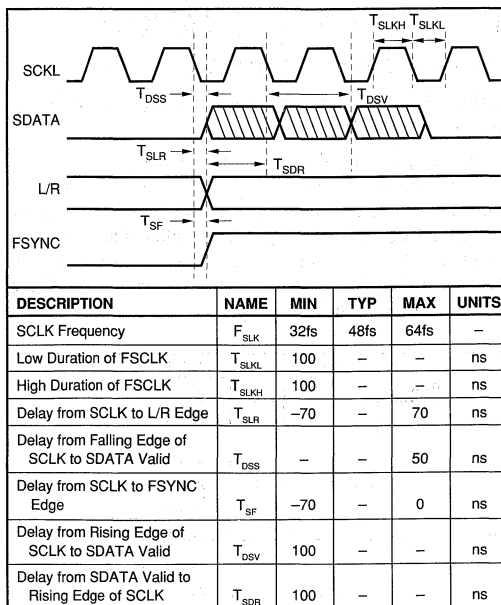 T_SLKH T_SLKL
SCKL
T_DSS T_DSV
SDATA
T_SLR T_SDR
L/R
T_SF
FSYNC
DESCRIPTION NAME MIN TYP MAX UNITS
SCLK Frequency F_SLK 32fs 48fs 64fs –
Low Duration of FSCLK T_SLKL 100 – – ns
High Duration of FSCLK T_SLKH 100 – – ns
Delay from SCLK to L/R Edge T_SLR –70 – 70 ns
Delay from Falling Edge of
SCLK to SDATA Valid T_DSS – – 50 ns
Delay from SCLK to FSYNC
Edge T_SF –70 – 0 ns
Delay from Rising Edge of
SCLK to SDATA Valid T_DSV 100 – – ns
Delay from SDATA Valid to
Rising Edge of SCLK T_SDR 100 – – ns